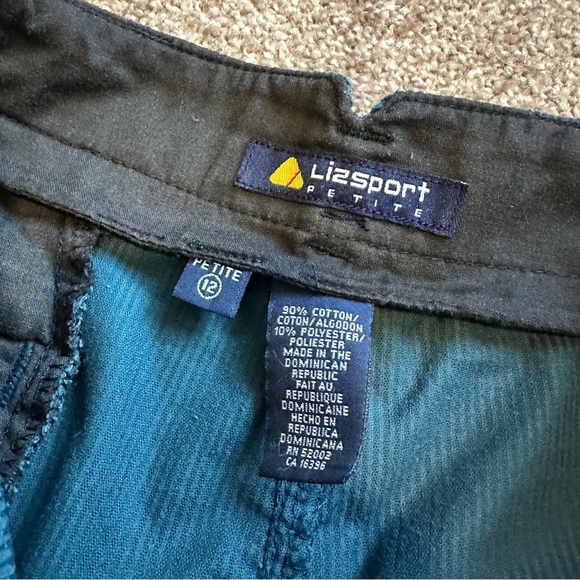 Lizsport
PETITE
PETITE
12
90% COTTON/
COTON/ALGODON
10% POLYESTER/
POLIESTER
MADE IN THE
DOMINICAN
REPUBLIC
FAIT AU
REPUBLIQUE
DOMINICAINE
HECHO EN
REPUBLICA
DOMINICANA
RN 52002
CA 16396